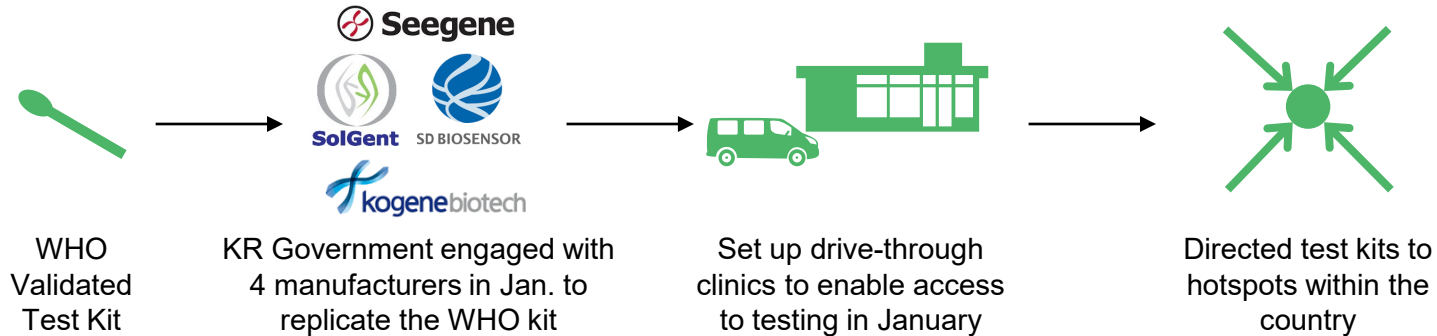 Seegene
SolGent
SD BIOSENSOR
kogenebiotech
WHO
Validated
Test Kit
KR Government engaged with
4 manufacturers in Jan. to
replicate the WHO kit
Set up drive-through
clinics to enable access
to testing in January
Directed test kits to
hotspots within the
country